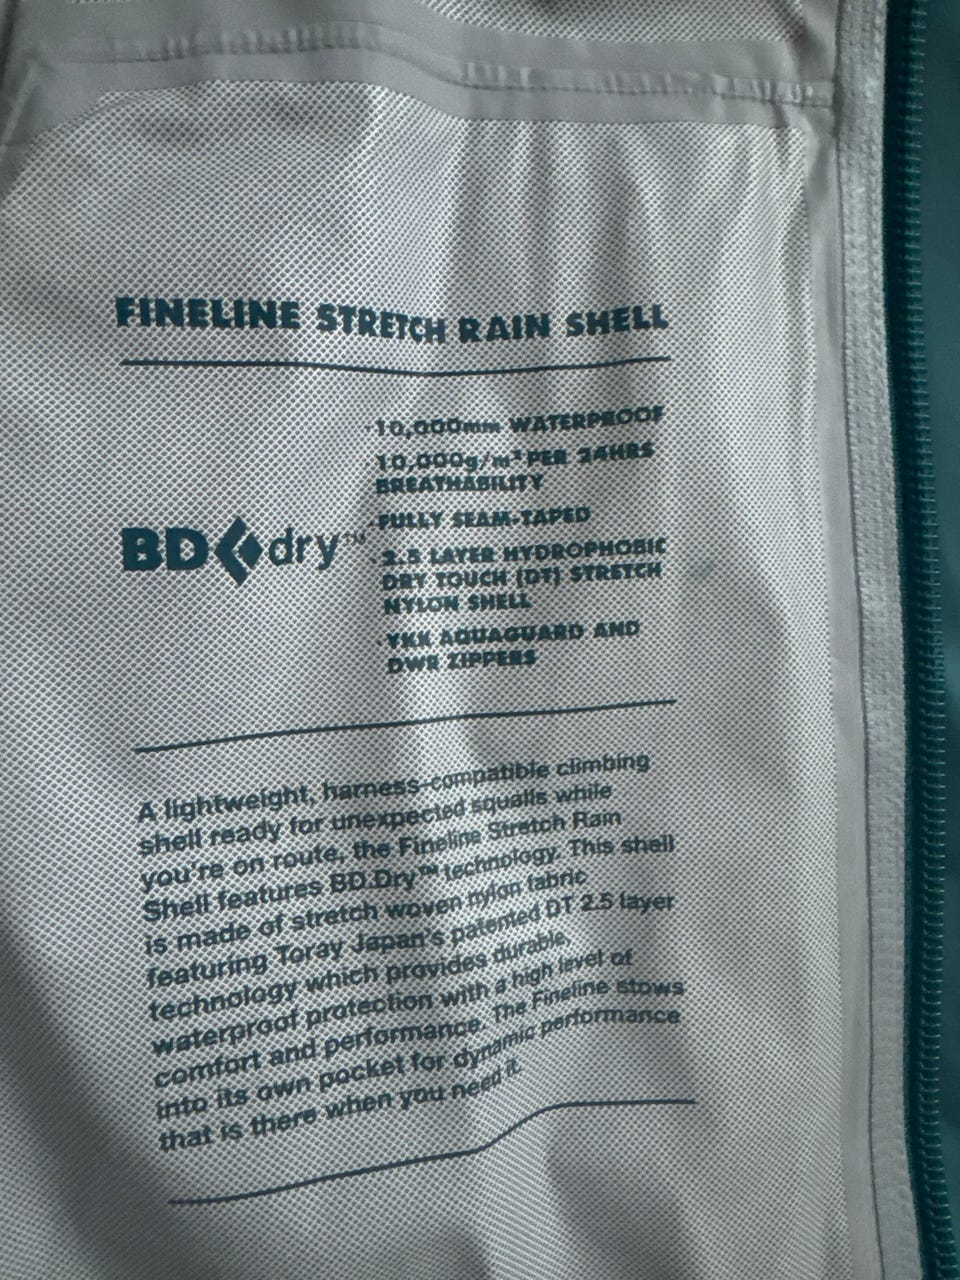 FINELINE STRETCH RAIN SHELL
· 10,000mm WATERPROOF
· 10,000g/m² PER 24HRS
BREATHABILITY
· FULLY SEAM-TAPED
· 2.5 LAYER HYDROPHOBIC
DRY TOUCH (DT) STRETCH
NYLON SHELL
· YKK AQUAGUARD AND
DWR ZIPPERS
BD dry™
A lightweight, harness-compatible climbing
shell ready for unexpected squalls while
you're on route, the Fineline Stretch Rain
Shell features BD.Dry™ technology. This shell
is made of stretch woven nylon fabric
featuring Toray Japan's patented DT 2.5 layer
technology which provides durable,
waterproof protection with a high level of
comfort and performance. The Fineline stows
into its own pocket for dynamic performance
that is there when you need it.